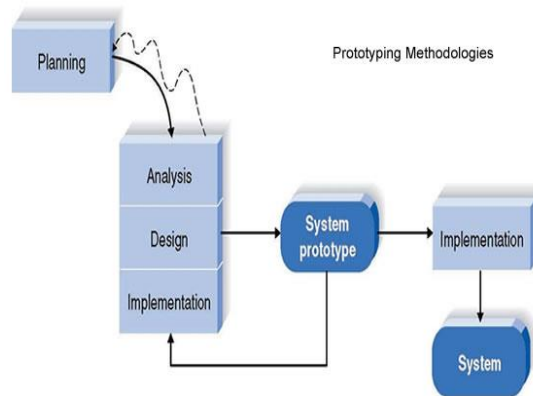 Prototyping Methodologies
Planning
Analysis
Design
Implementation
System
prototype
Implementation
System